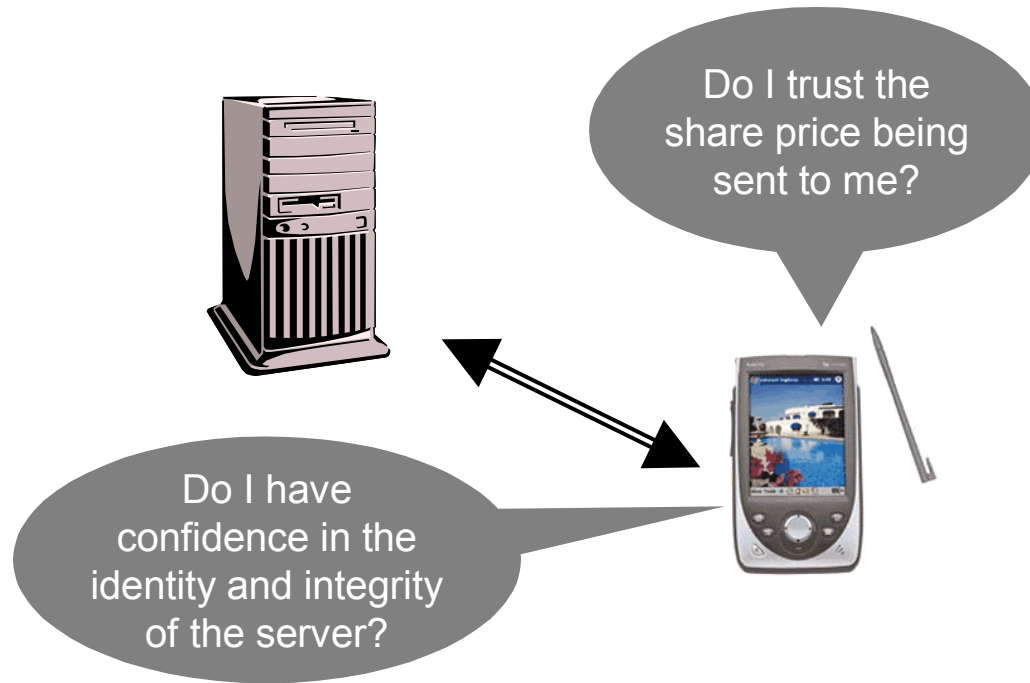 Do I trust the
share price being
sent to me?
Do I have
confidence in the
identity and integrity
of the server?